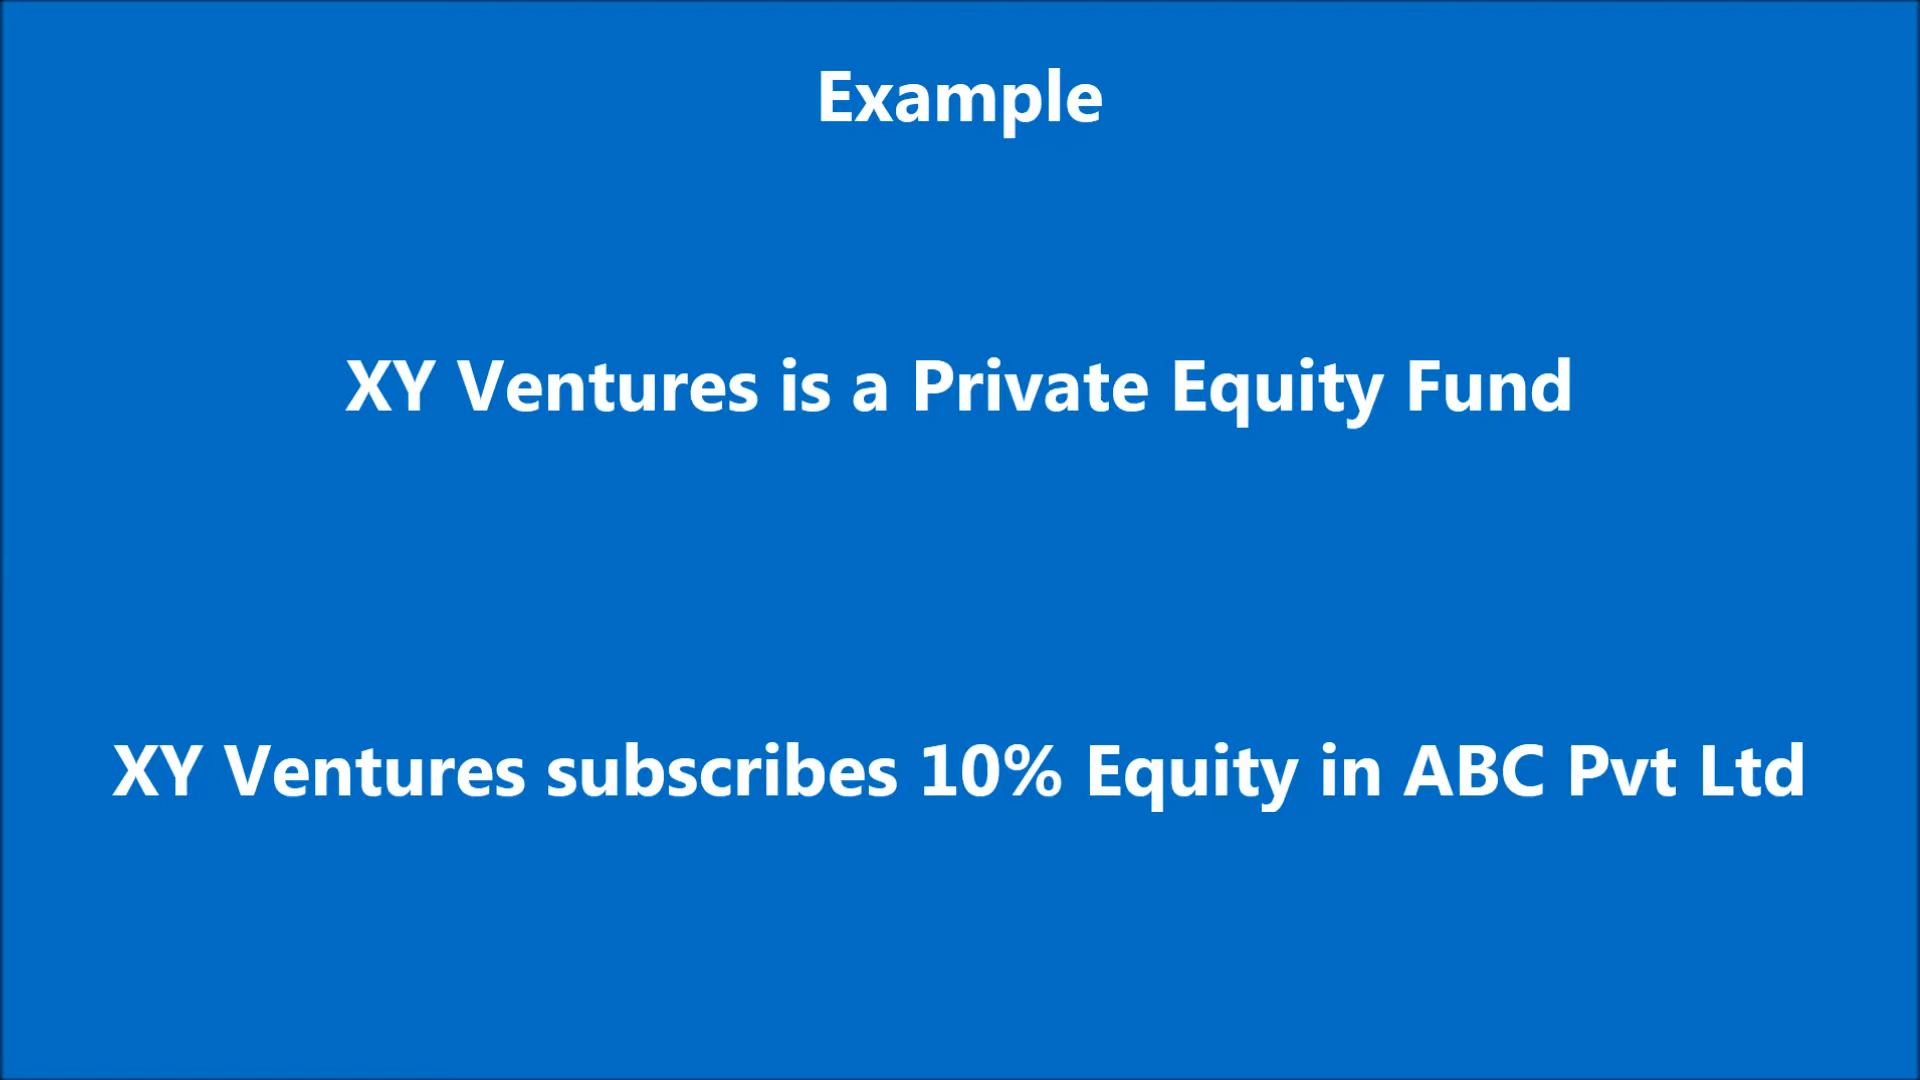 Example
XY Ventures is a Private Equity Fund
XY Ventures subscribes 10% Equity in ABC Pvt Ltd